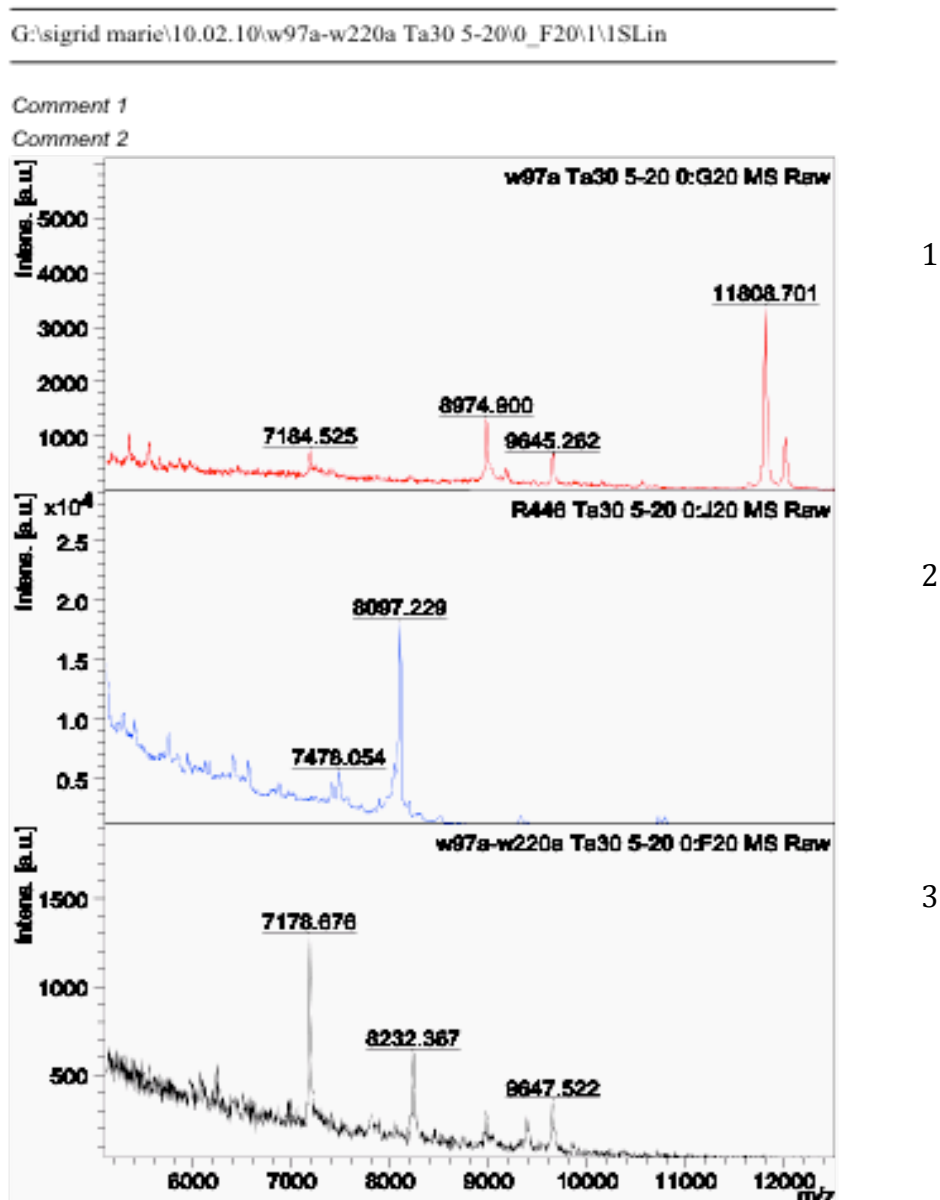 G:\sigrid marie\10.02.10\w97a-w220a Ta30 5-20\0_F20\1\1SLin
Comment 1
Comment 2
Intens. [a.u.]
w97a Ta30 5-20 0:G20 MS Raw
5000
4000
3000
2000
1000
7184.525
8974.900
9645.262
11808.701
1
Intens. [a.u.]
x10^4
R446 Ta30 5-20 0:J20 MS Raw
2.5
2.0
1.5
1.0
0.5
7478.054
8097.229
2
Intens. [a.u.]
w97a-w220a Ta30 5-20 0:F20 MS Raw
1500
1000
500
7178.676
8232.367
9647.522
3
6000 7000 8000 9000 10000 11000 12000
m/z